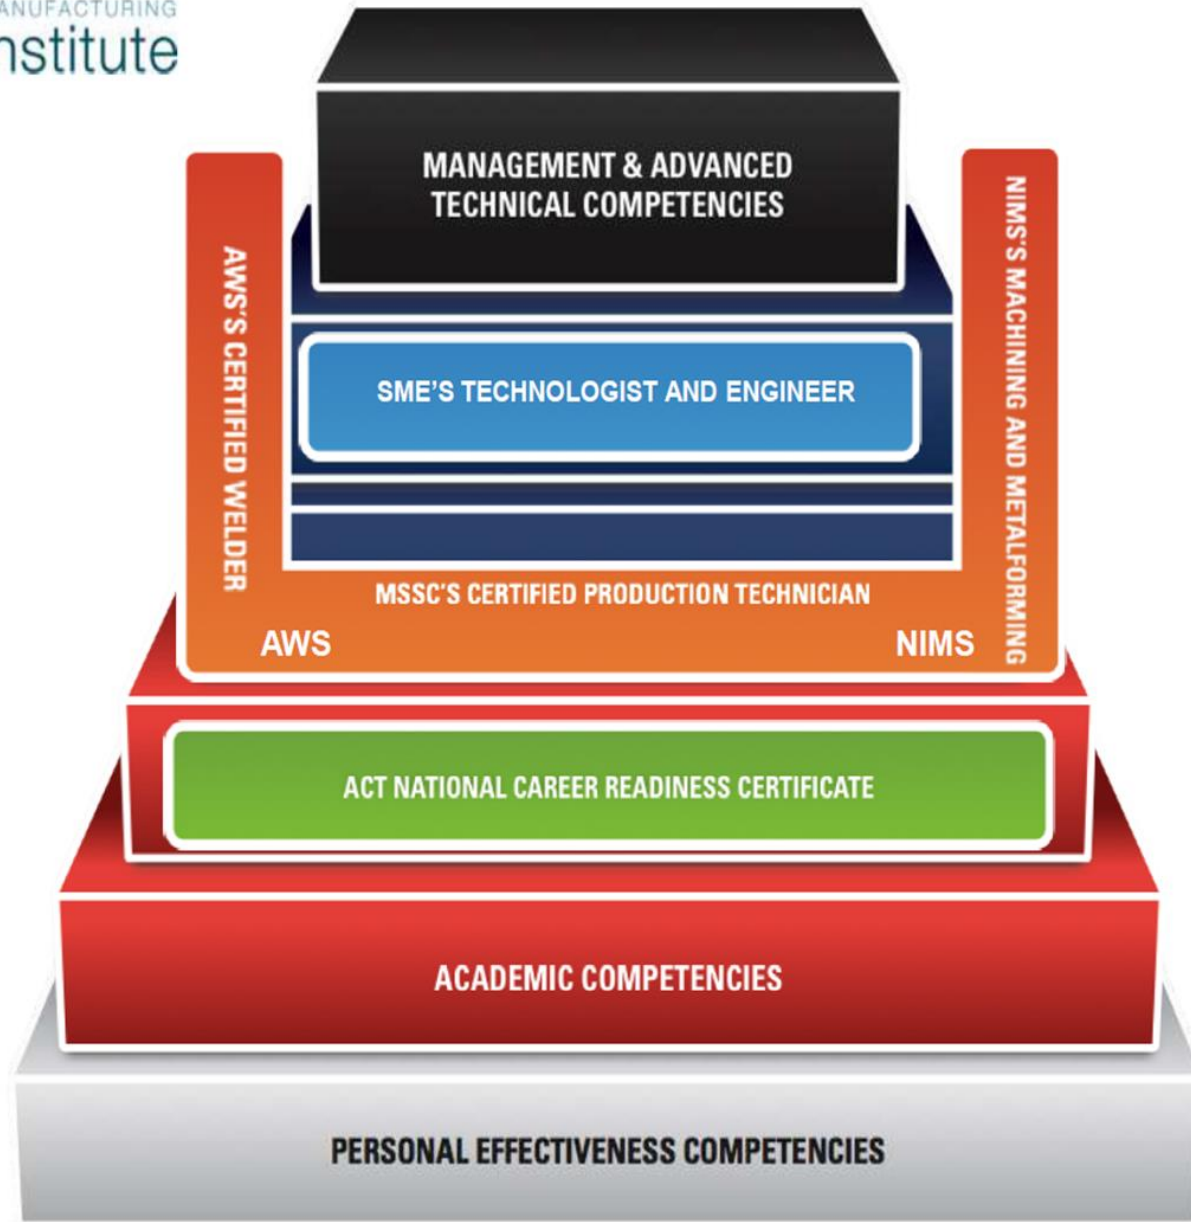 ANUFACTURING
nstitute
MANAGEMENT & ADVANCED
TECHNICAL COMPETENCIES
AWS'S CERTIFIED WELDER
NIMS'S MACHINING AND METALFORMING
SME'S TECHNOLOGIST AND ENGINEER
MSSC'S CERTIFIED PRODUCTION TECHNICIAN
AWS
NIMS
ACT NATIONAL CAREER READINESS CERTIFICATE
ACADEMIC COMPETENCIES
PERSONAL EFFECTIVENESS COMPETENCIES